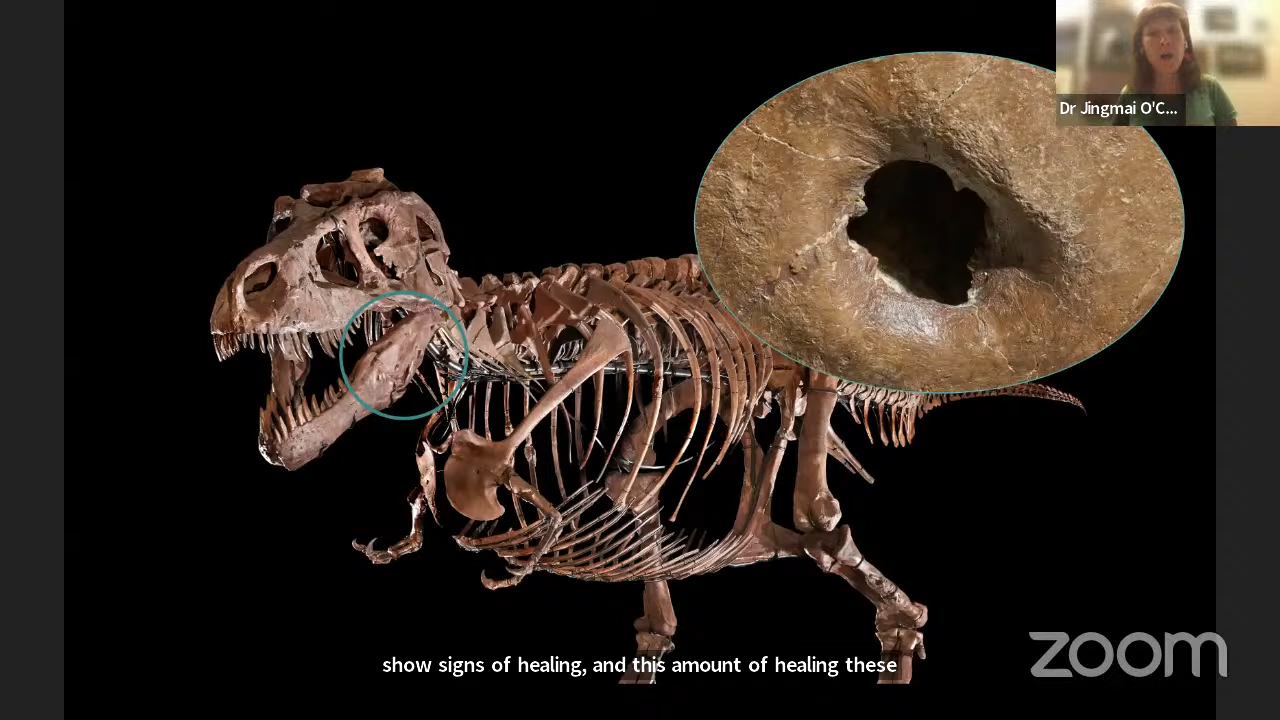 Dr Jingmai O'C...
show signs of healing, and this amount of healing these
zoom